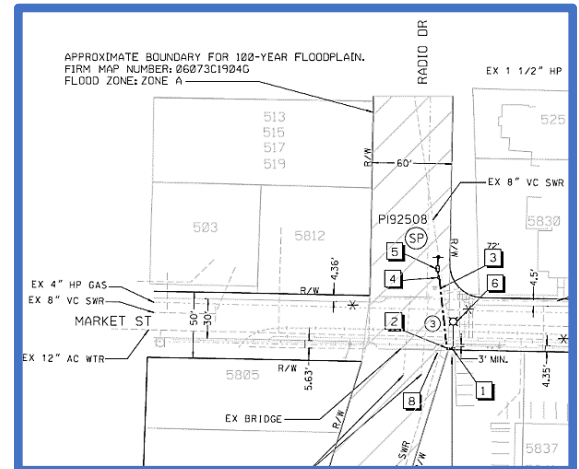 APPROXIMATE BOUNDARY FOR 100-YEAR FLOODPLAIN.
FIRM MAP NUMBER: 06073C1904G
FLOOD ZONE: ZONE A
RADIO DR
EX 1 1/2" HP
513
515
517
519
525
R/W
60'
EX 8" VC SWR
503
5812
PI92508
SP
5830
R/W
72'
5
3
4
6
4.36'
4.5'
EX 4" HP GAS
R/W
EX 8" VC SWR
MARKET ST
50'
30'
2
3
EX 12" AC WTR
3' MIN.
R/W
5.63'
4.35'
5805
8
1
R/W
EX BRIDGE
SWR
R/W
5837